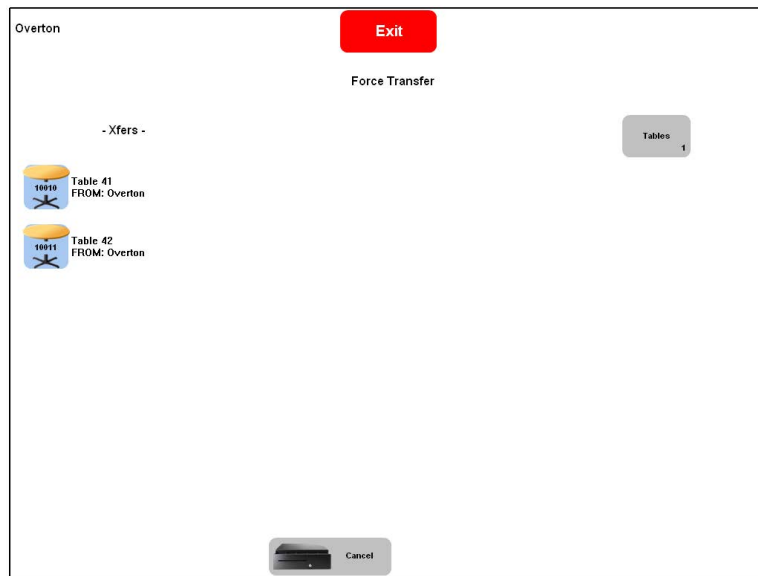 Overton
Exit
Force Transfer
- Xfers -
Tables
1
10010
Table 41
FROM: Overton
10011
Table 42
FROM: Overton
Cancel